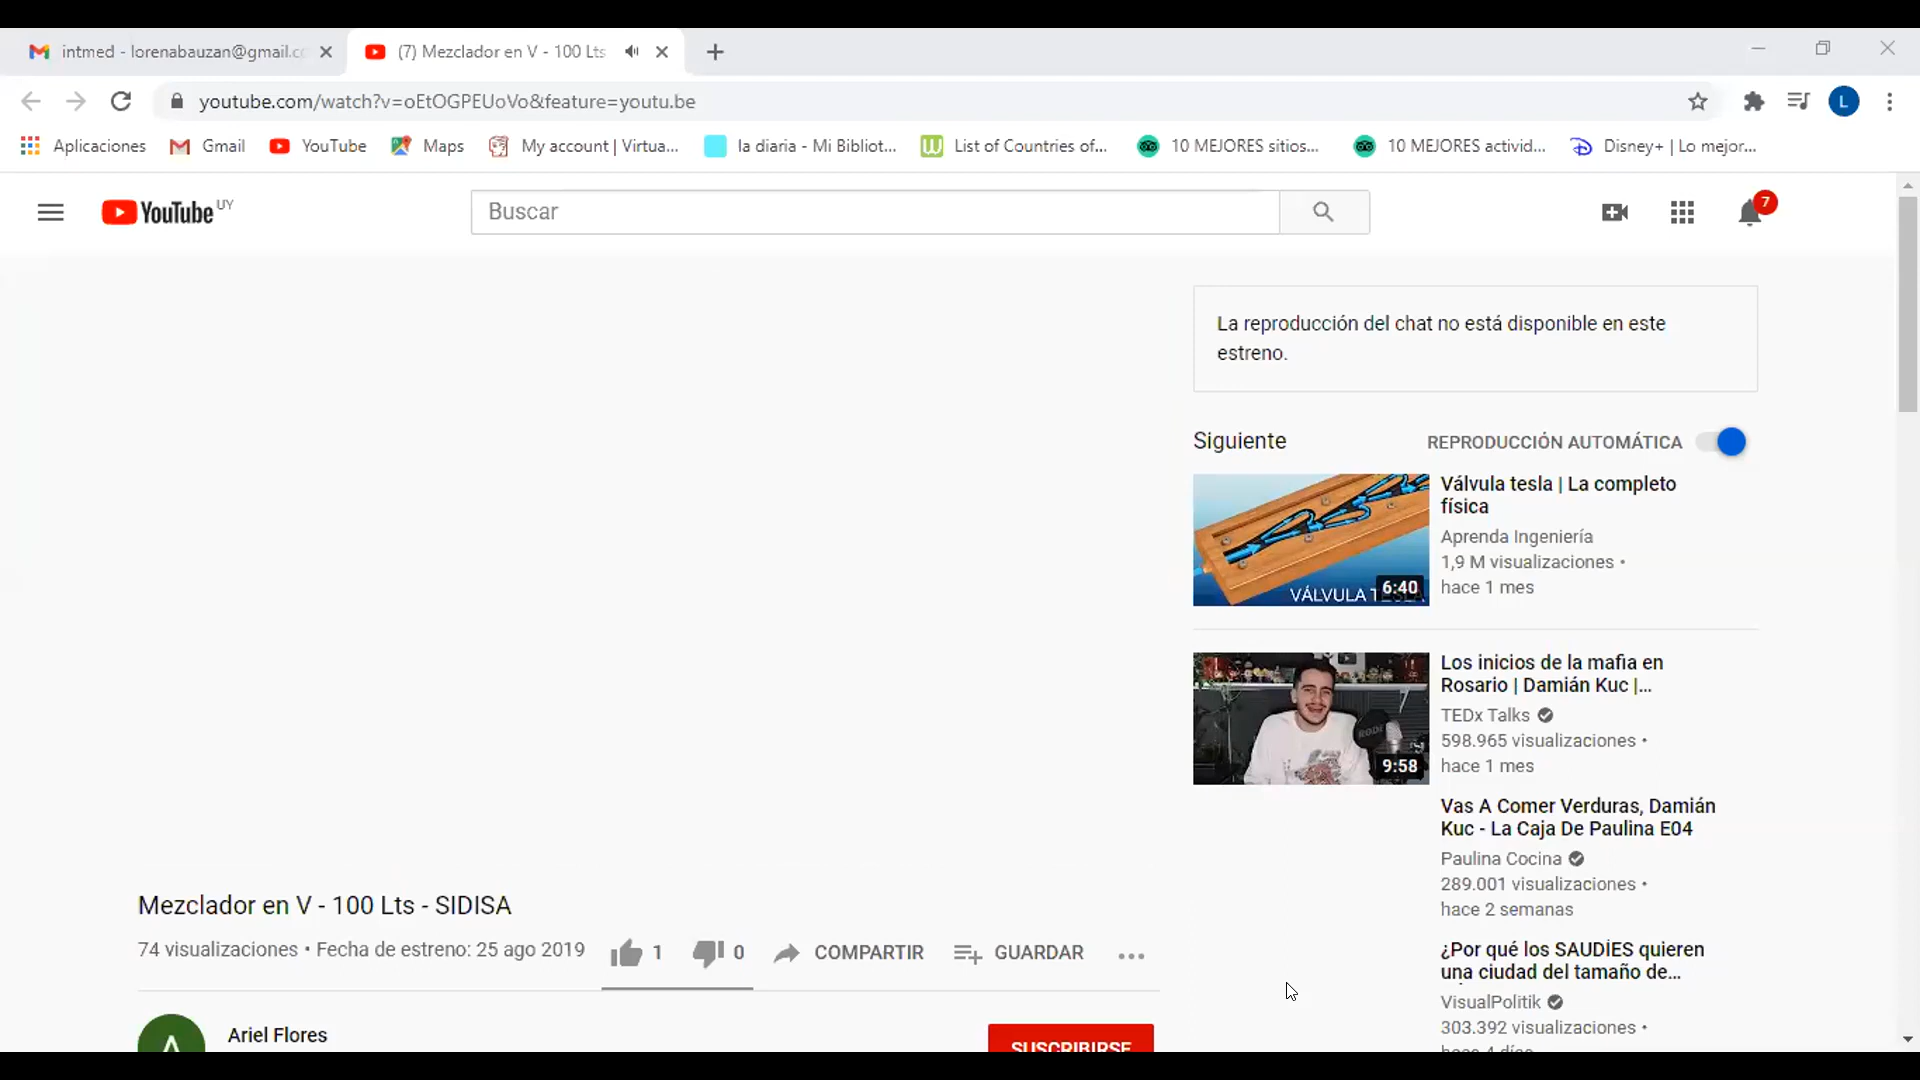 intmed - lorenabauzan@gmail.c
(7) Mezclador en V - 100 Lts
youtube.com/watch?v=oEtOGPEUoVo&feature=youtu.be
L
Aplicaciones
Gmail
YouTube
Maps
My account | Virtua...
la diaria - Mi Bibliot...
List of Countries of...
10 MEJORES sitios...
10 MEJORES activid...
Disney+ | Lo mejor...
YouTube UY
Buscar
7
La reproducción del chat no está disponible en este
estreno.
Siguiente
REPRODUCCIÓN AUTOMÁTICA
VÁLVULA
6:40
Válvula tesla | La completo
física
Aprenda Ingeniería
1,9 M visualizaciones •
hace 1 mes
RODE
9:58
Los inicios de la mafia en
Rosario | Damián Kuc |...
TEDx Talks
598.965 visualizaciones •
hace 1 mes
Vas A Comer Verduras, Damián
Kuc - La Caja De Paulina E04
Paulina Cocina
289.001 visualizaciones •
hace 2 semanas
¿Por qué los SAUDÍES quieren
una ciudad del tamaño de...
VisualPolitik
303.392 visualizaciones •
hace 4 días
Mezclador en V - 100 Lts - SIDISA
74 visualizaciones • Fecha de estreno: 25 ago 2019
1
0
COMPARTIR
GUARDAR
A
Ariel Flores
SUSCRIBIRSE